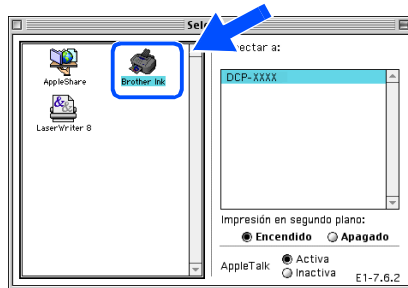 Sel
ectar a:
AppleShare
Brother Ink
DCP-XXXX
LaserWriter 8
Impresión en segundo plano:
Encendido
Apagado
AppleTalk
Activa
Inactiva
E1-7.6.2